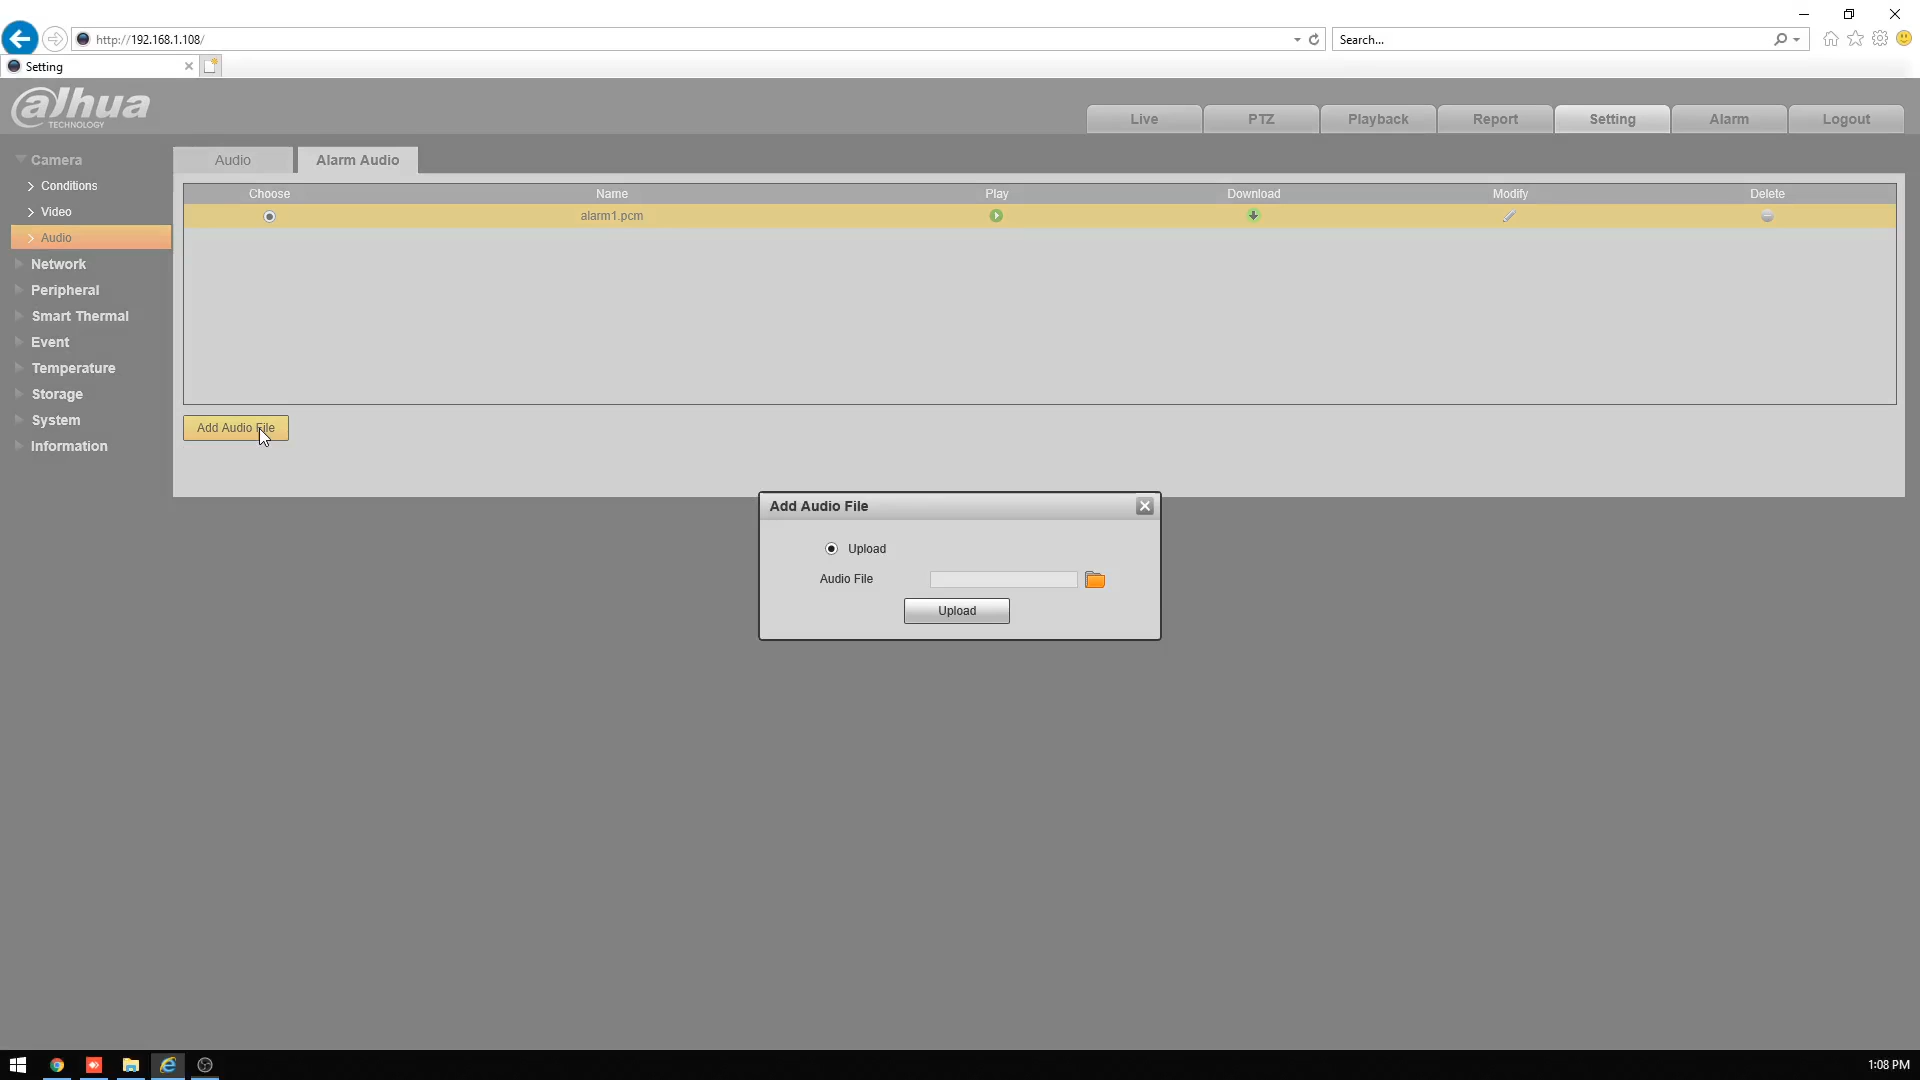 http://192.168.1.108/
Search...
Setting
alhua
TECHNOLOGY
Live
PTZ
Playback
Report
Setting
Alarm
Logout
Camera
Conditions
Video
Audio
Network
Peripheral
Smart Thermal
Event
Temperature
Storage
System
Information
Audio
Alarm Audio
Choose
Name
Play
Download
Modify
Delete
alarm1.pcm
Add Audio File
Add Audio File
Upload
Audio File
Upload
1:08 PM